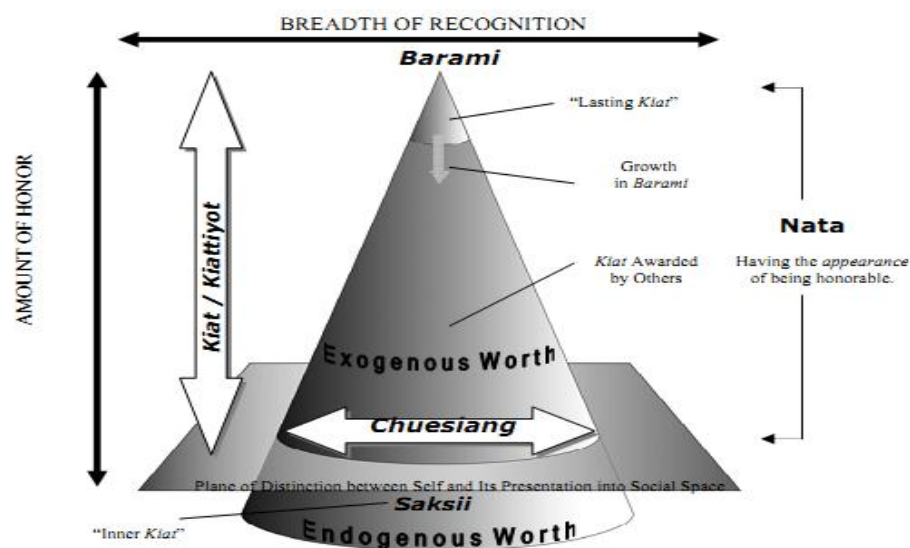 BREADTH OF RECOGNITION
Barami
“Lasting Kiat”
Growth
in Barami
AMOUNT OF HONOR
Kiat / Kiattiyot
Nata
Having the appearance
of being honorable.
Kiat Awarded
by Others
Exogenous Worth
Chuesiang
Plane of Distinction between Self and Its Presentation into Social Space
Saksii
“Inner Kiat”
Endogenous Worth